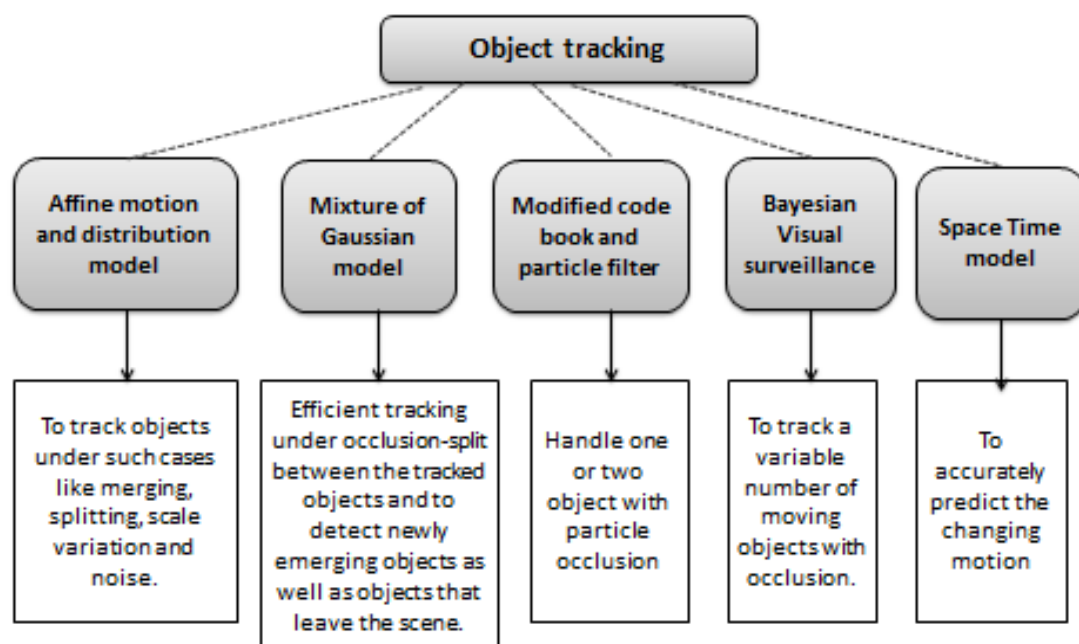 Object tracking
Affine motion
and distribution
model
Mixture of
Gaussian
model
Modified code
book and
particle filter
Bayesian
Visual
surveillance
Space Time
model
To track objects
under such cases
like merging,
splitting, scale
variation and
noise.
Efficient tracking
under occlusion-split
between the tracked
objects and to
detect newly
emerging objects as
well as objects that
leave the scene.
Handle one
or two
object with
particle
occlusion
To track a
variable
number of
moving
objects with
occlusion.
To
accurately
predict the
changing
motion